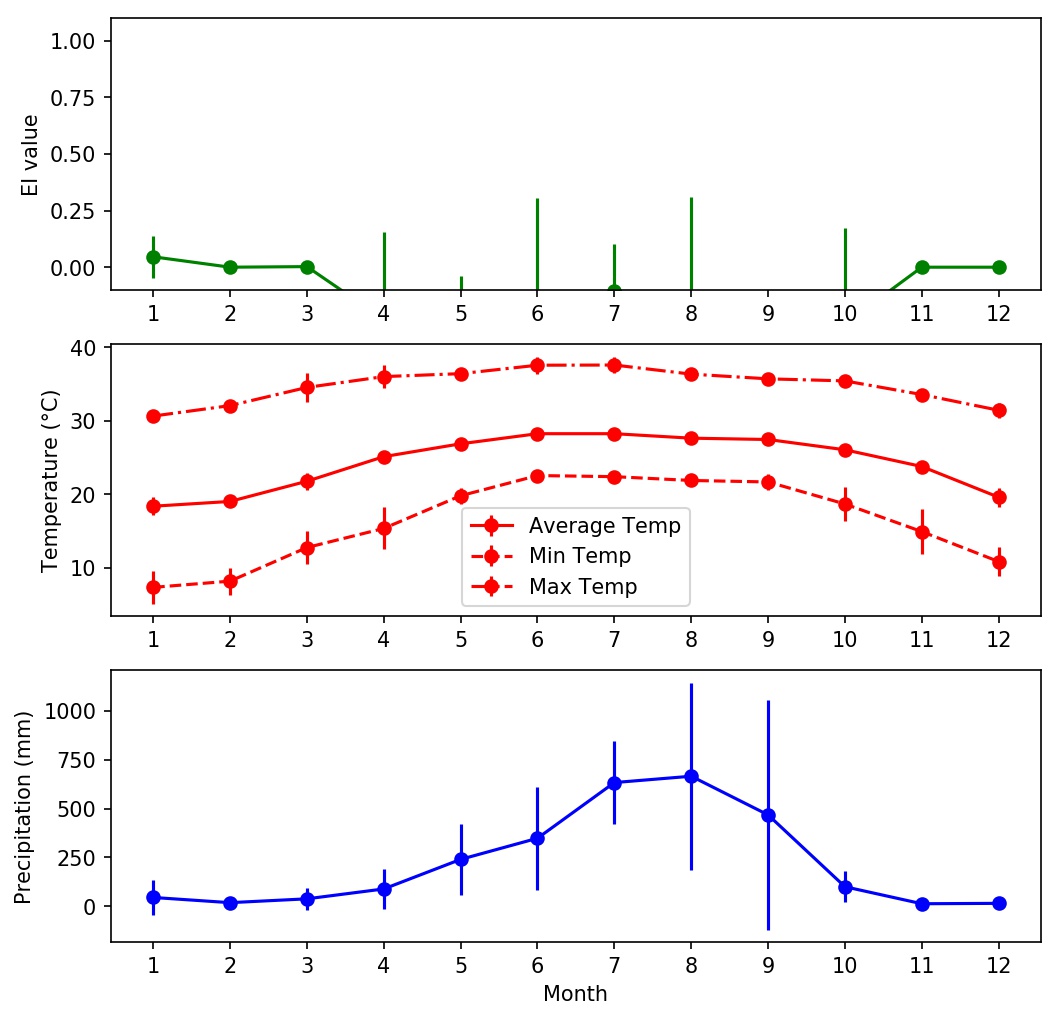 EI value
1.00
0.75
0.50
0.25
0.00
1 2 3 4 5 6 7 8 9 10 11 12
Temperature (°C)
40
30
20
10
Average Temp
Min Temp
Max Temp
1 2 3 4 5 6 7 8 9 10 11 12
Precipitation (mm)
1000
750
500
250
0
1 2 3 4 5 6 7 8 9 10 11 12
Month